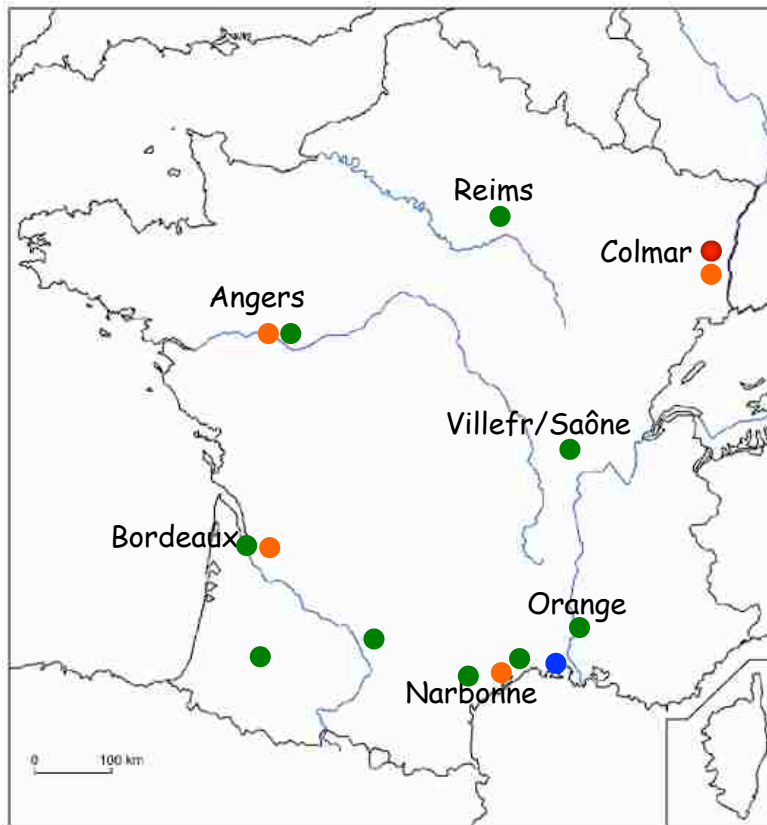 Reims
Colmar
Angers
Villefr/Saône
Bordeaux
Orange
Narbonne
0 100 km